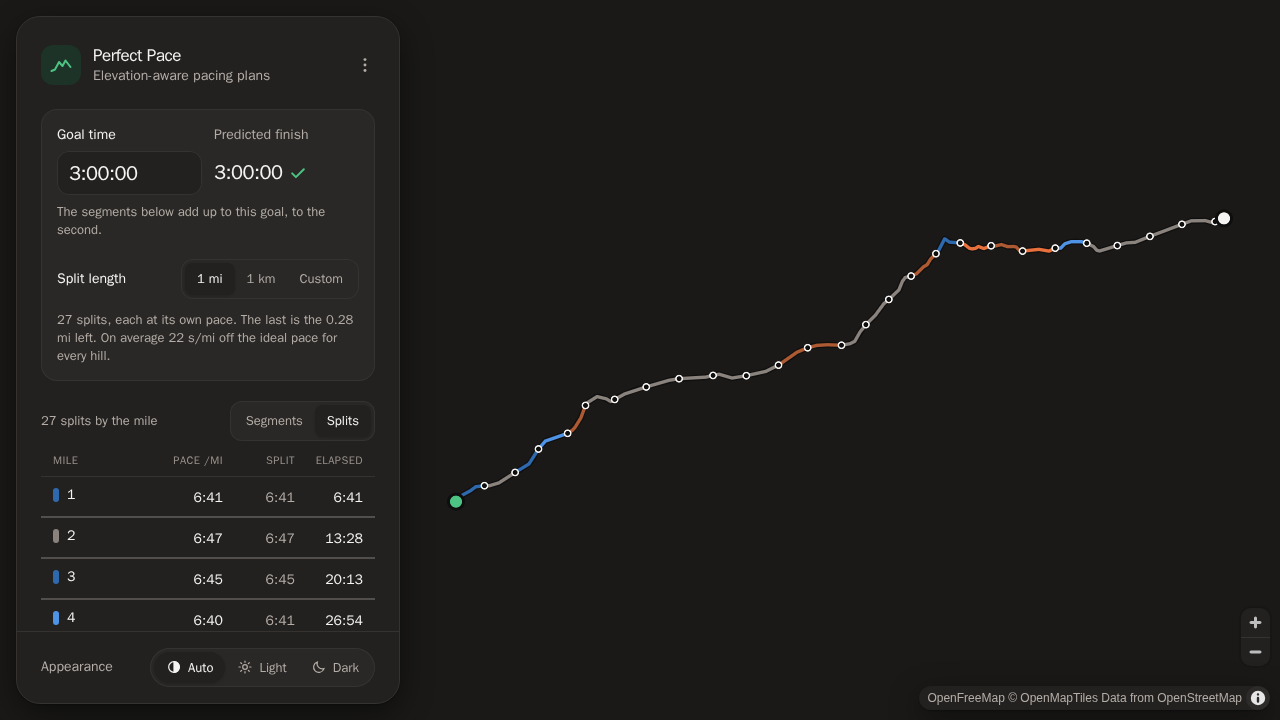 Perfect Pace
Elevation-aware pacing plans
Goal time
Predicted finish
3:00:00
3:00:00
The segments below add up to this goal, to the
second.
Split length
1 mi
1 km
Custom
27 splits, each at its own pace. The last is the 0.28
mi left. On average 22 s/mi off the ideal pace for
every hill.
27 splits by the mile
Segments
Splits
MILE PACE /MI SPLIT ELAPSED
1 6:41 6:41 6:41
2 6:47 6:47 13:28
3 6:45 6:45 20:13
4 6:40 6:41 26:54
Appearance
Auto
Light
Dark
OpenFreeMap © OpenMapTiles Data from OpenStreetMap